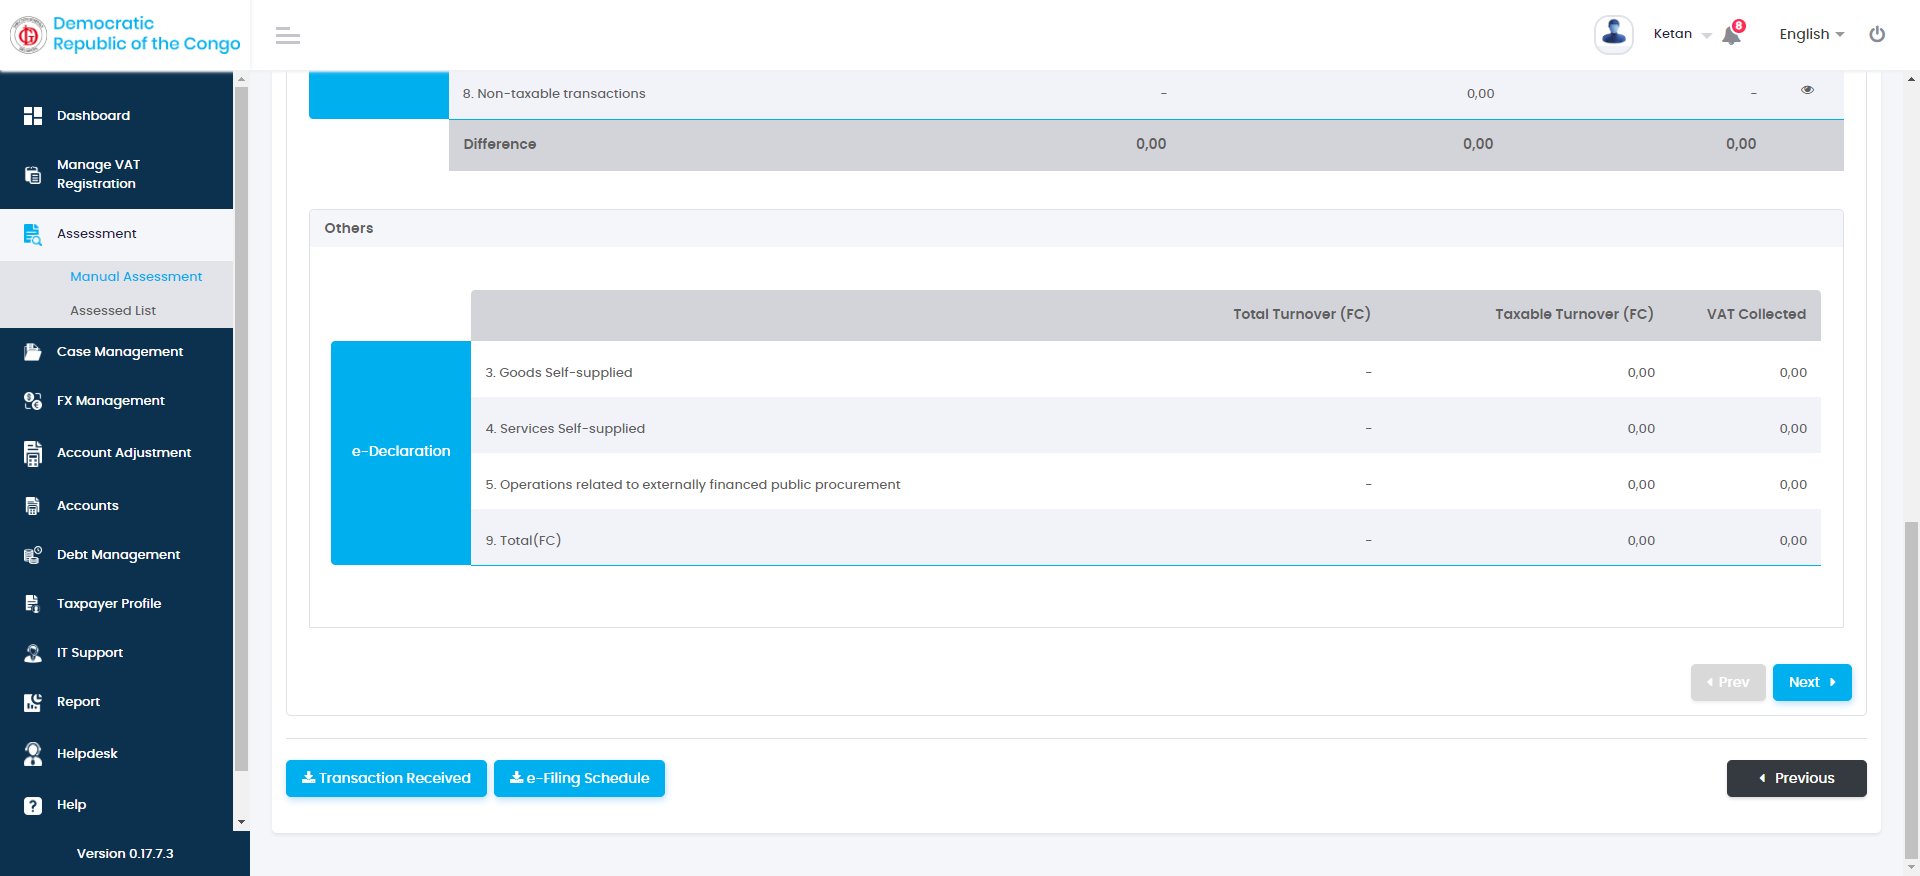 Democratic
Republic of the Congo
Ketan
8
English
Dashboard
Manage VAT
Registration
Assessment
Manual Assessment
Assessed List
Case Management
FX Management
Account Adjustment
Accounts
Debt Management
Taxpayer Profile
IT Support
Report
Helpdesk
Help
Version 0.17.7.3
8. Non-taxable transactions - 0,00 -
Difference 0,00 0,00 0,00
Others
Total Turnover (FC) Taxable Turnover (FC) VAT Collected
e-Declaration
3. Goods Self-supplied - 0,00 0,00
4. Services Self-supplied - 0,00 0,00
5. Operations related to externally financed public procurement - 0,00 0,00
9. Total(FC) - 0,00 0,00
Prev Next
Transaction Received e-Filing Schedule Previous